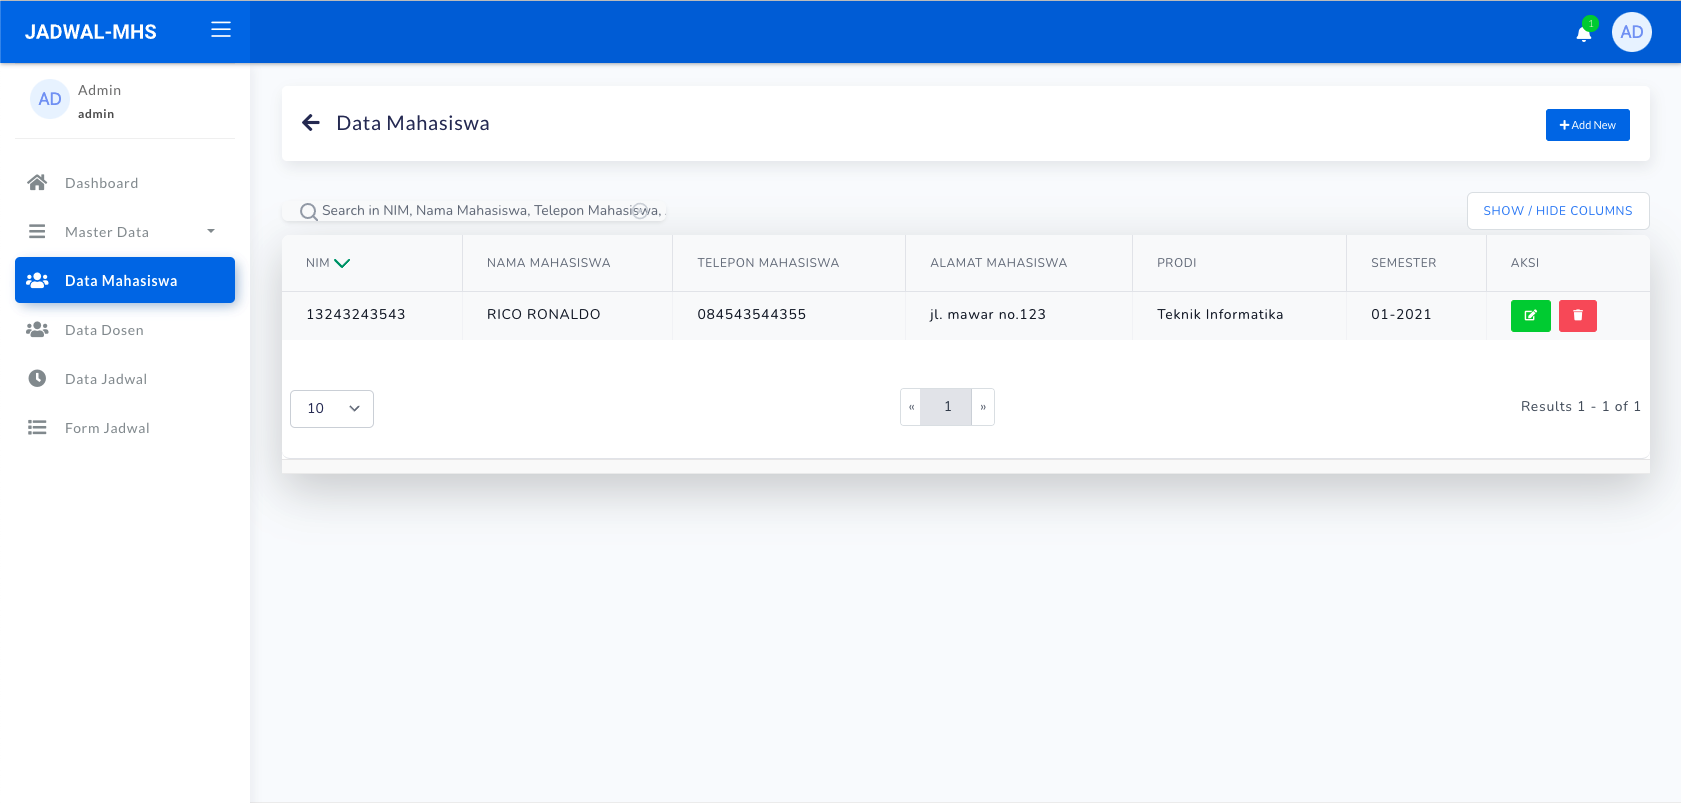 JADWAL-MHS
1
AD
AD
Admin
admin
Dashboard
Master Data
Data Mahasiswa
Data Dosen
Data Jadwal
Form Jadwal
Data Mahasiswa
Add New
Search in NIM, Nama Mahasiswa, Telepon Mahasiswa,
SHOW / HIDE COLUMNS
NIM NAMA MAHASISWA TELEPON MAHASISWA ALAMAT MAHASISWA PRODI SEMESTER AKSI
13243243543 RICO RONALDO 084543544355 jl. mawar no.123 Teknik Informatika 01-2021
10 « 1 » Results 1 - 1 of 1